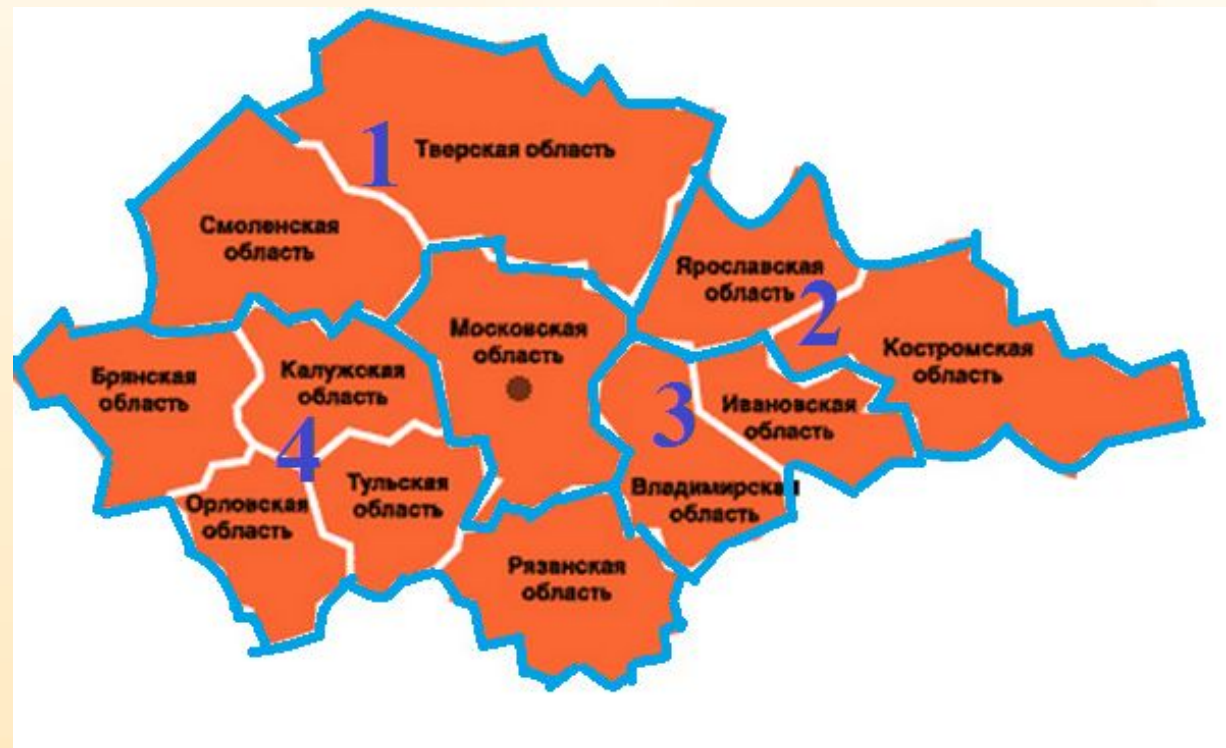 1
Тверская область
Смоленская
область
Ярославская
область
2
Московская
область
Костромская
область
Брянская
область
Калужская
область
3
Ивановская
область
4
Тульская
область
Владимирская
область
Орловская
область
Рязанская
область